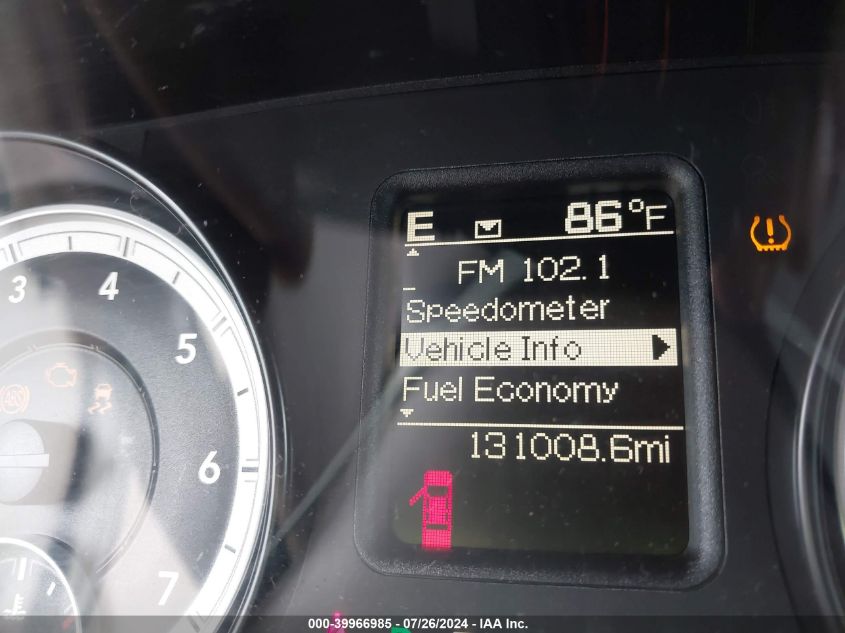 E 86°F
FM 102.1
Speedometer
Vehicle Info
Fuel Economy
131008.6mi
3
4
5
6
7
ABS
000-39966985 - 07/26/2024 - IAA Inc.